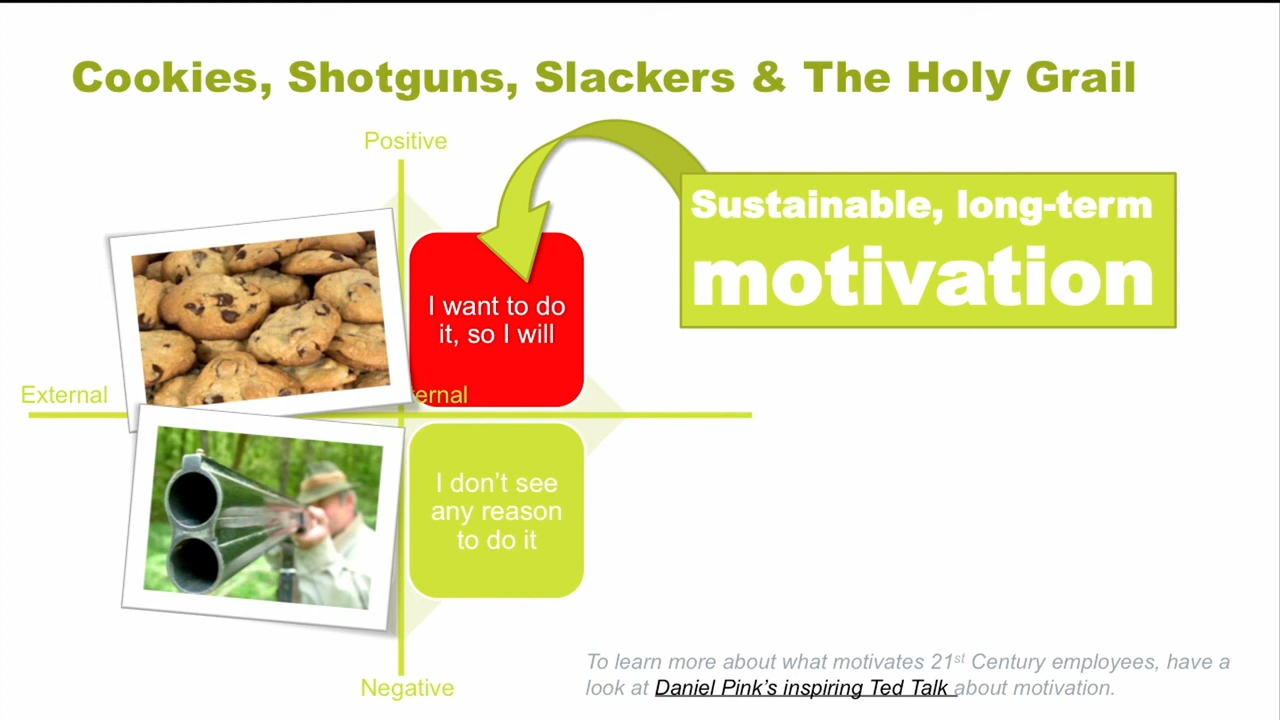 Cookies, Shotguns, Slackers & The Holy Grail
Positive
Sustainable, long-term
motivation
I want to do
it, so I will
External
ternal
I don't see
any reason
to do it
To learn more about what motivates 21st Century employees, have a
look at Daniel Pink's inspiring Ted Talk about motivation.
Negative